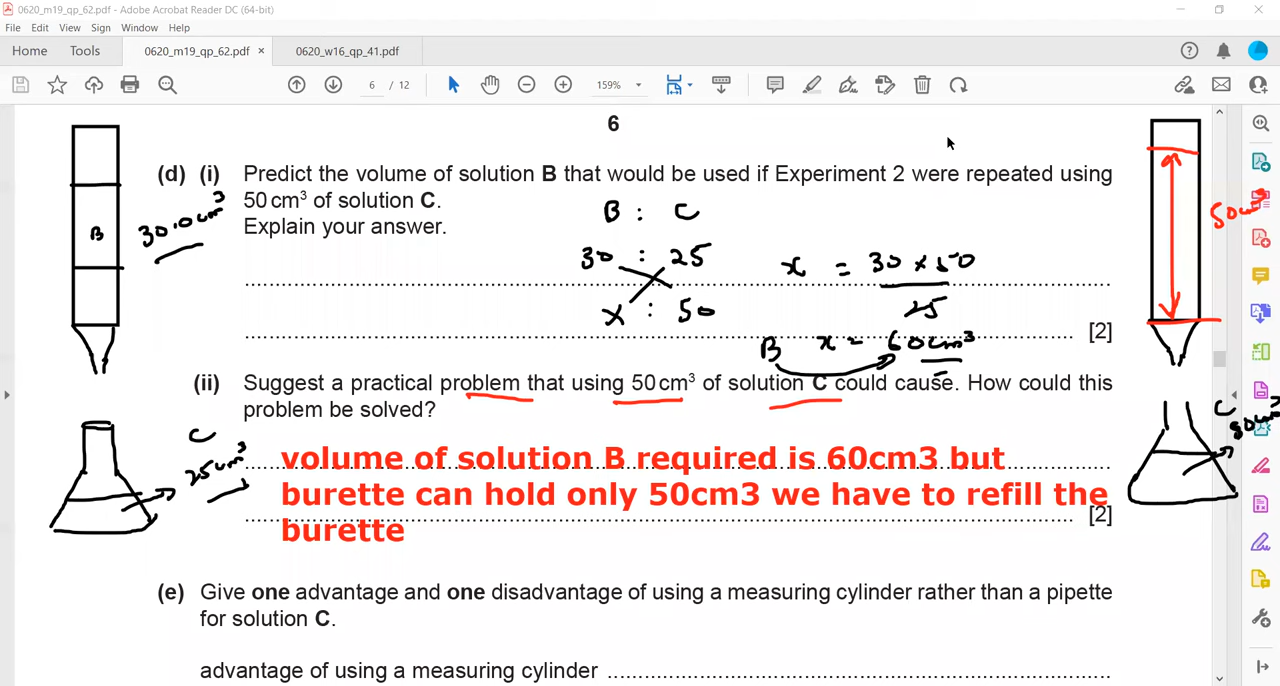 0620_m19_qp_62.pdf - Adobe Acrobat Reader DC (64-bit)
File Edit View Sign Window Help
Home Tools 0620_m19_qp_62.pdf × 0620_w16_qp_41.pdf
6 / 12 159%
6
(d) (i) Predict the volume of solution B that would be used if Experiment 2 were repeated using
50 cm³ of solution C.
Explain your answer.
B : C
30 : 25
x : 50
x = 30 × 50
25
[2]
B x = 60cm³
B
30.0cm³
50cm³
(ii) Suggest a practical problem that using 50 cm³ of solution C could cause. How could this
problem be solved?
C
25cm³
C
50cm³
volume of solution B required is 60cm3 but
burette can hold only 50cm3 we have to refill the
burette
[2]
(e) Give one advantage and one disadvantage of using a measuring cylinder rather than a pipette
for solution C.
advantage of using a measuring cylinder